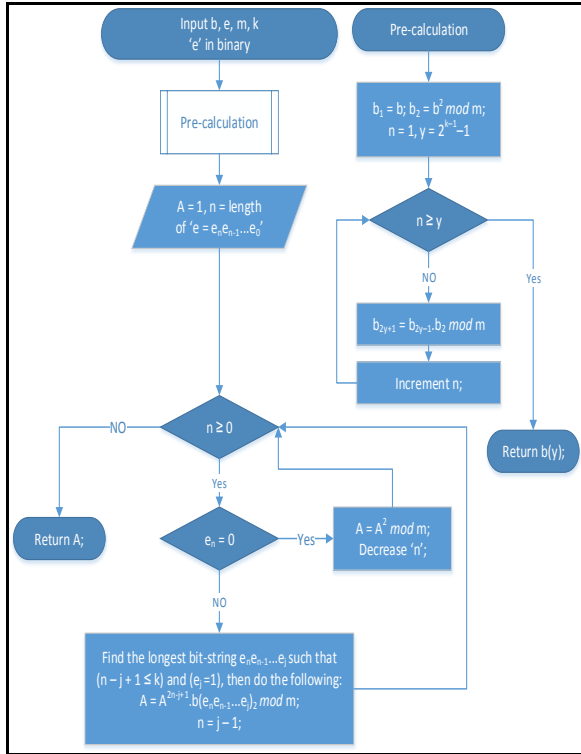 Input b, e, m, k
‘e’ in binary
Pre-calculation
A = 1, n = length
of ‘e = eₙeₙ₋₁...e₀’
n ≥ 0
NO
Yes
Return A;
eₙ = 0
Yes
A = A² mod m;
Decrease ‘n’;
NO
Find the longest bit-string eₙeₙ₋₁...eⱼ such that
(n – j + 1 ≤ k) and (eⱼ=1), then do the following:
A = A²ⁿ⁻ʲ⁺¹.b(eₙeₙ₋₁...eⱼ)₂ mod m;
n = j – 1;
Pre-calculation
b₁ = b; b₂ = b² mod m;
n = 1, y = 2ᵏ⁻¹–1
n ≥ y
Yes
NO
b₂ᵧ₊₁ = b₂ᵧ₋₁.b₂ mod m
Increment n;
Return b(y);